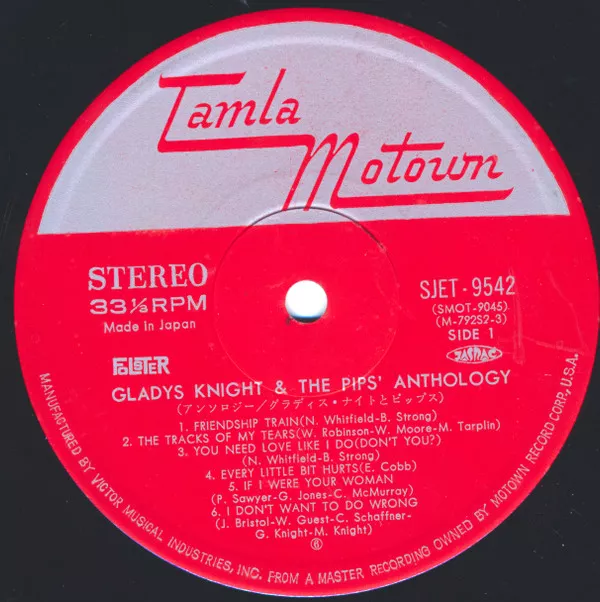 Tamla
Motown
STEREO
33 1/3 RPM
Made in Japan
SJET-9542
(SMOT-9045)
(M-792S2-3)
SIDE 1
JASRAC
GLADYS KNIGHT & THE PIPS' ANTHOLOGY
(アンソロジー/グラディス・ナイトとピップス)
1. FRIENDSHIP TRAIN(N. Whitfield-B. Strong)
2. THE TRACKS OF MY TEARS(W. Robinson-W. Moore-M. Tarplin)
3. YOU NEED LOVE LIKE I DO(DON'T YOU?)
(N. Whitfield-B. Strong)
4. EVERY LITTLE BIT HURTS(E. Cobb)
5. IF I WERE YOUR WOMAN
(P. Sawyer-G. Jones-C. McMurray)
6. I DON'T WANT TO DO WRONG
(J. Bristol-W. Guest-C. Schaffner-
G. Knight-M. Knight)
MANUFACTURED BY VICTOR MUSICAL INDUSTRIES, INC. FROM A MASTER RECORDING OWNED BY MOTOWN RECORD CORP., U.S.A.